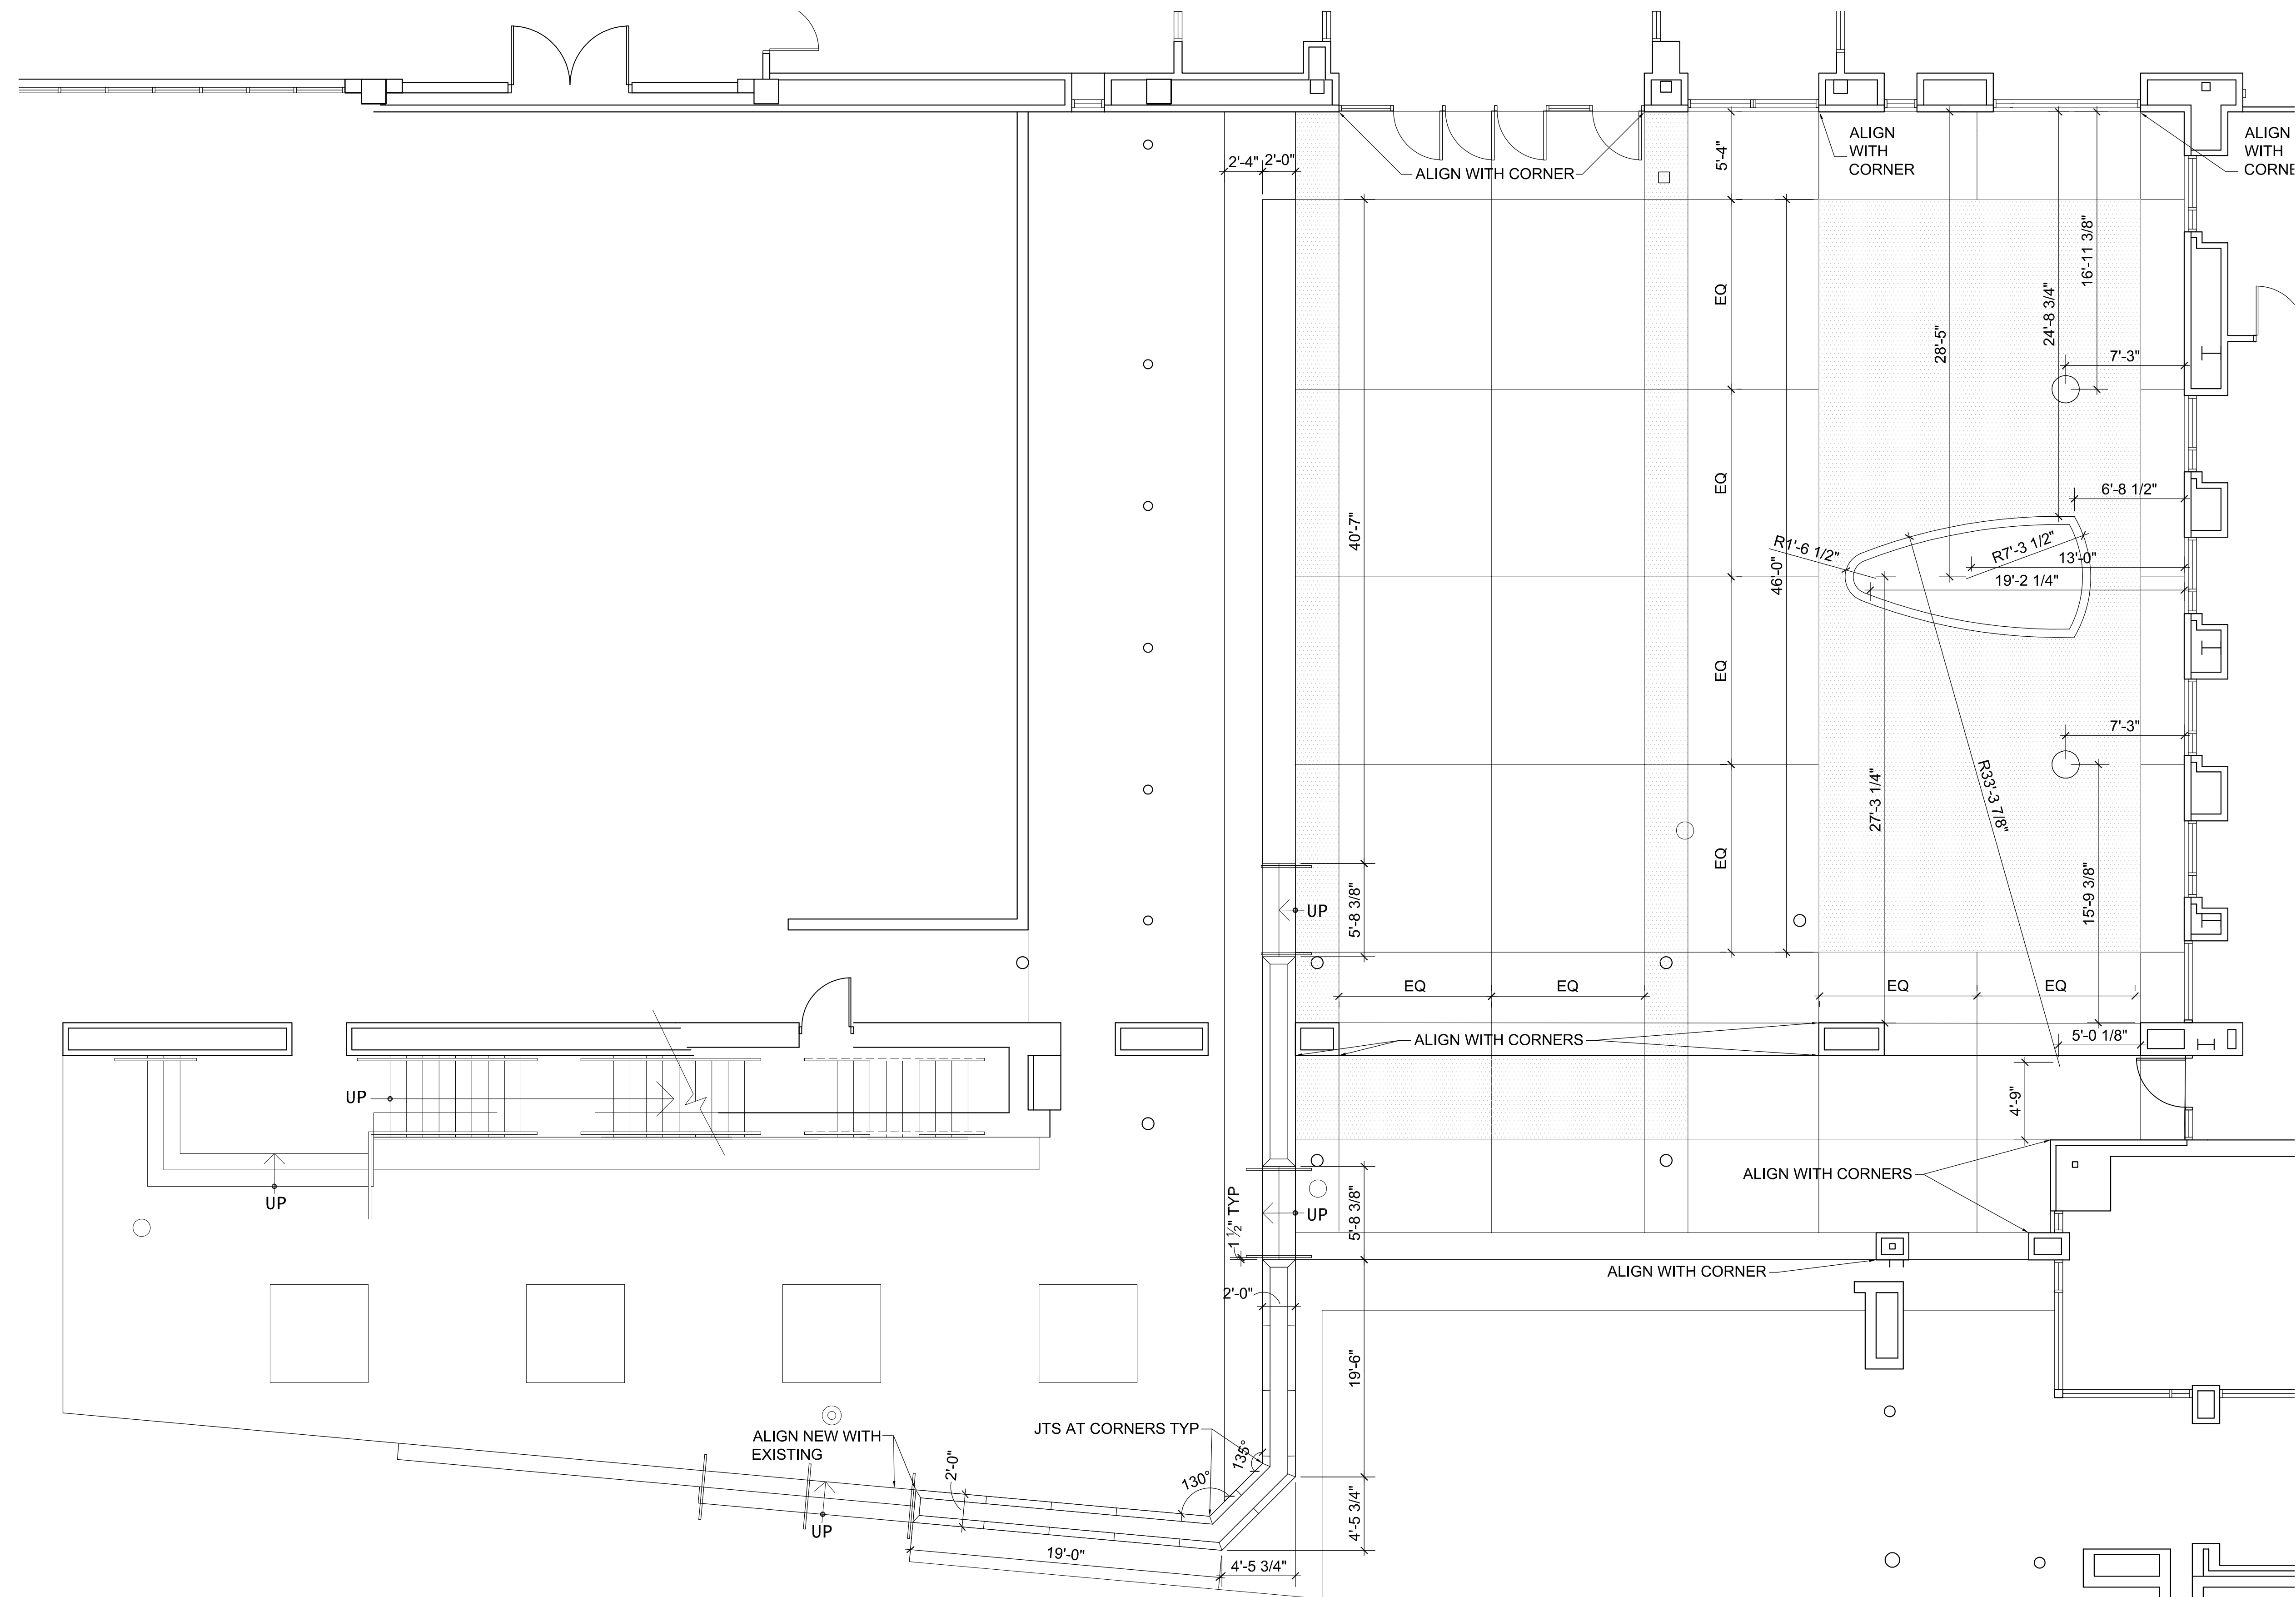 ALIGN
WITH
CORNER
ALIGN
WITH
CORNE
2'-4"
2'-0"
ALIGN WITH CORNER
5'-4"
16'-11 3/8"
24'-8 3/4"
EQ
28'-5"
7'-3"
EQ
6'-8 1/2"
40'-7"
R1'-6 1/2"
46'-0"
R7'-3 1/2"
13'-0"
19'-2 1/4"
EQ
7'-3"
27'-3 1/4"
R33'-3 7/8"
EQ
15'-9 3/8"
UP
5'-8 3/8"
EQ
EQ
EQ
EQ
ALIGN WITH CORNERS
5'-0 1/8"
4'-9"
UP
UP
ALIGN WITH CORNERS
1 ½" TYP
UP
5'-8 3/8"
ALIGN WITH CORNER
2'-0"
19'-6"
ALIGN NEW WITH
EXISTING
JTS AT CORNERS TYP
135°
130°
2'-0"
UP
4'-5 3/4"
19'-0"
4'-5 3/4"